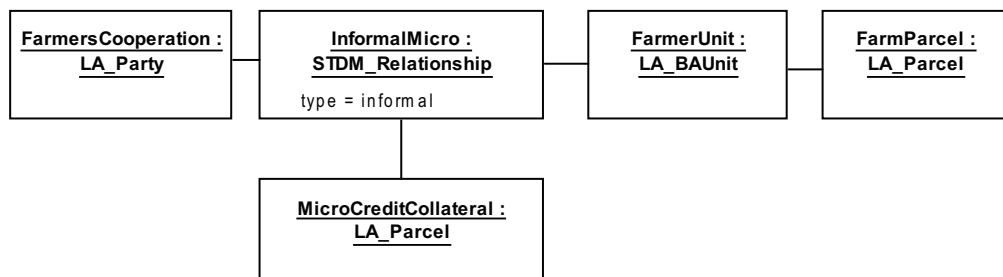 FarmersCooperation :
LA_Party
InformalMicro :
STDM_Relationship
type = informal
FarmerUnit :
LA_BAUnit
FarmParcel :
LA_Parcel
MicroCreditCollateral :
LA_Parcel